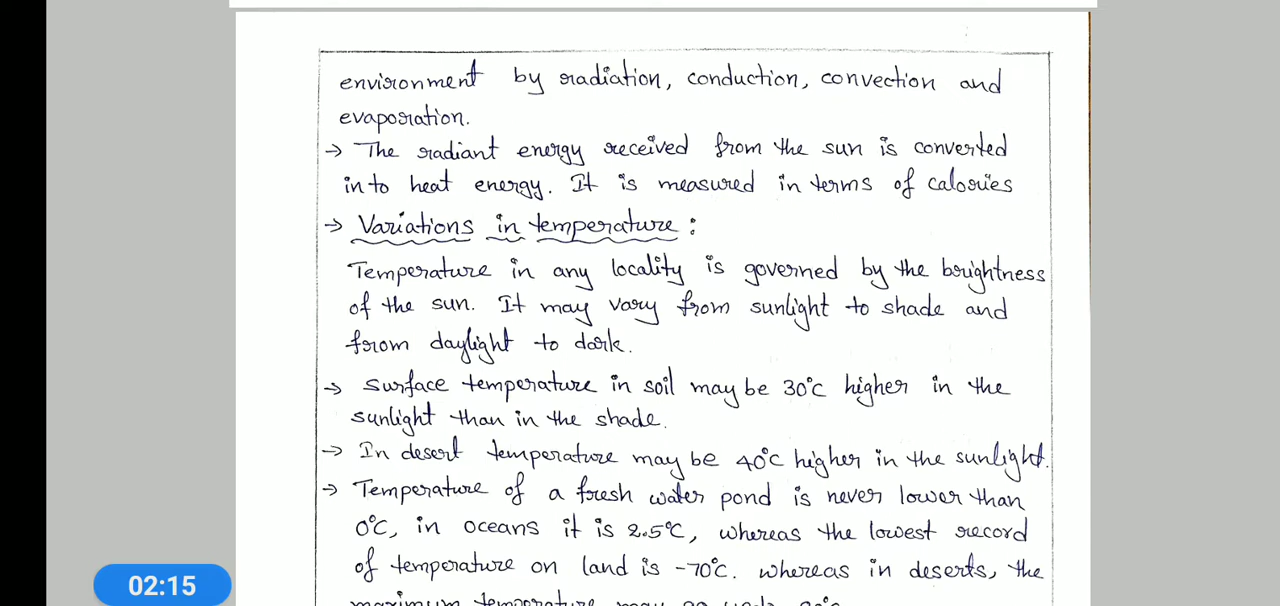 environment by radiation, conduction, convection and
evaporation.
→ The radiant energy received from the sun is converted
into heat energy. It is measured in terms of calories
→ Variations in temperature :
Temperature in any locality is governed by the brightness
of the sun. It may vary from sunlight to shade and
from daylight to dark.
→ Surface temperature in soil may be 30°C higher in the
sunlight than in the shade.
→ In desert temperature may be 40°C higher in the sunlight.
→ Temperature of a fresh water pond is never lower than
0°C, in oceans it is 2.5°C, whereas the lowest record
of temperature on land is -70°C. whereas in deserts, the
maximum temperature may
02:15